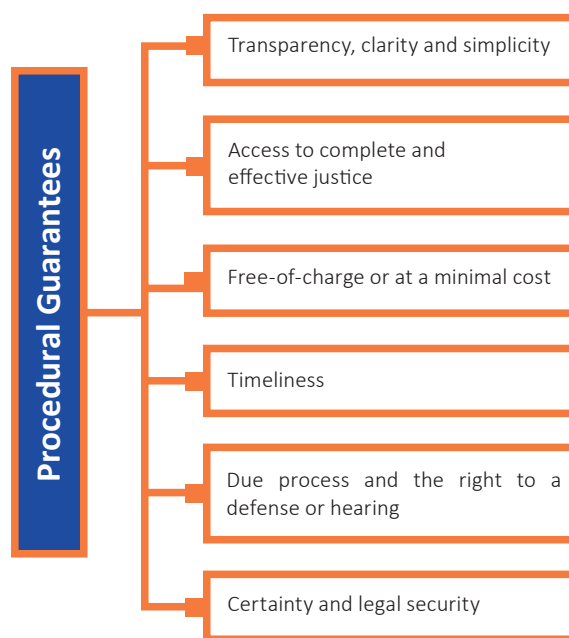 Procedural Guarantees
Transparency, clarity and simplicity
Access to complete and
effective justice
Free-of-charge or at a minimal cost
Timeliness
Due process and the right to a
defense or hearing
Certainty and legal security